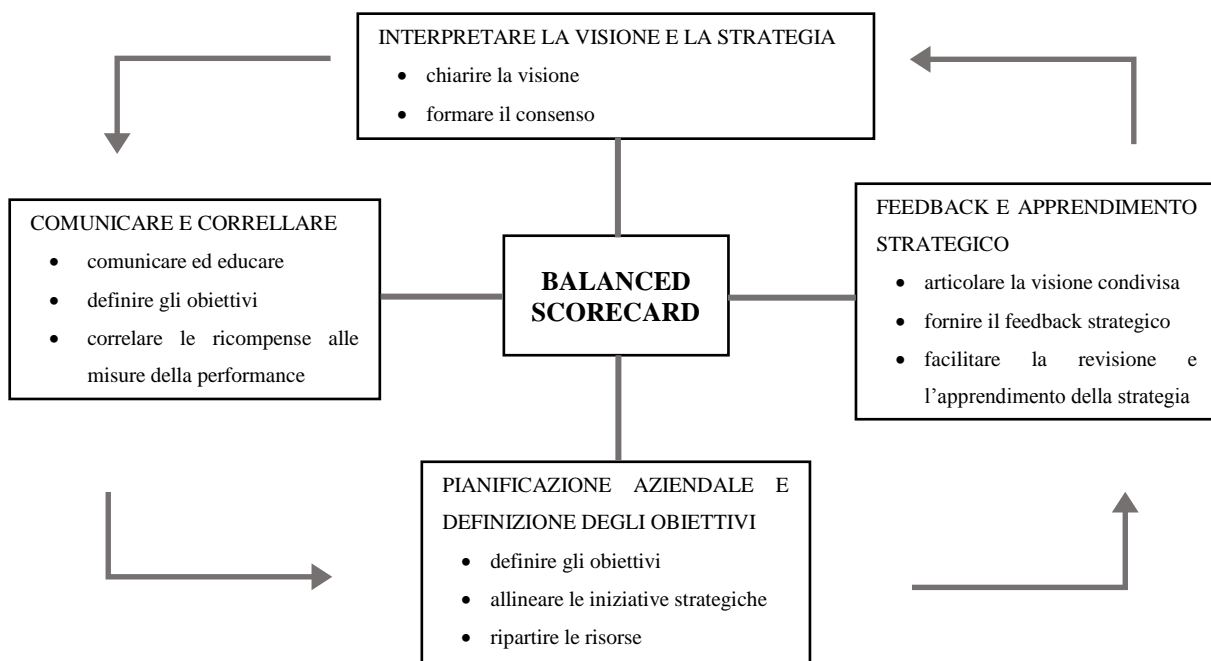 INTERPRETARE LA VISIONE E LA STRATEGIA
• chiarire la visione
• formare il consenso
COMUNICARE E CORRELLARE
• comunicare ed educare
• definire gli obiettivi
• correlare le ricompense alle
misure della performance
BALANCED
SCORECARD
FEEDBACK E APPRENDIMENTO
STRATEGICO
• articolare la visione condivisa
• fornire il feedback strategico
• facilitare la revisione e
l’apprendimento della strategia
PIANIFICAZIONE AZIENDALE E
DEFINIZIONE DEGLI OBIETTIVI
• definire gli obiettivi
• allineare le iniziative strategiche
• ripartire le risorse